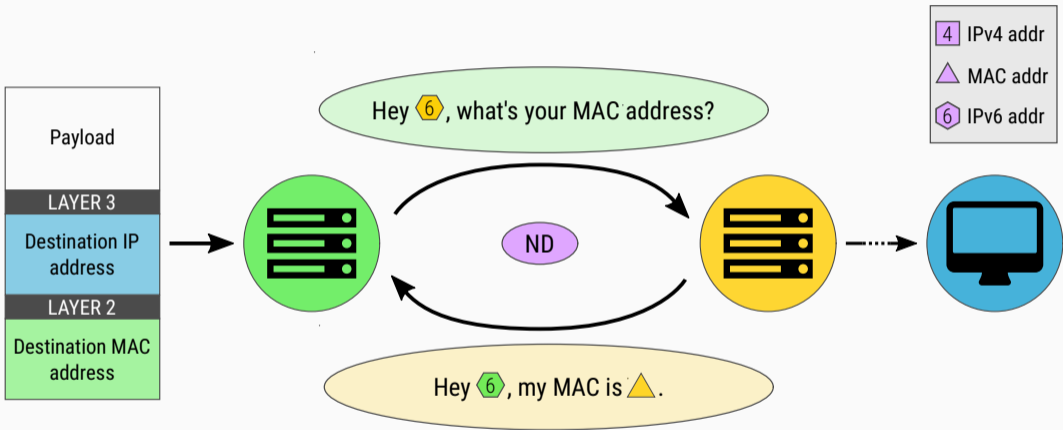 4 IPv4 addr
MAC addr
6 IPv6 addr
Hey 6, what's your MAC address?
Payload
LAYER 3
Destination IP
address
LAYER 2
Destination MAC
address
ND
Hey 6, my MAC is .